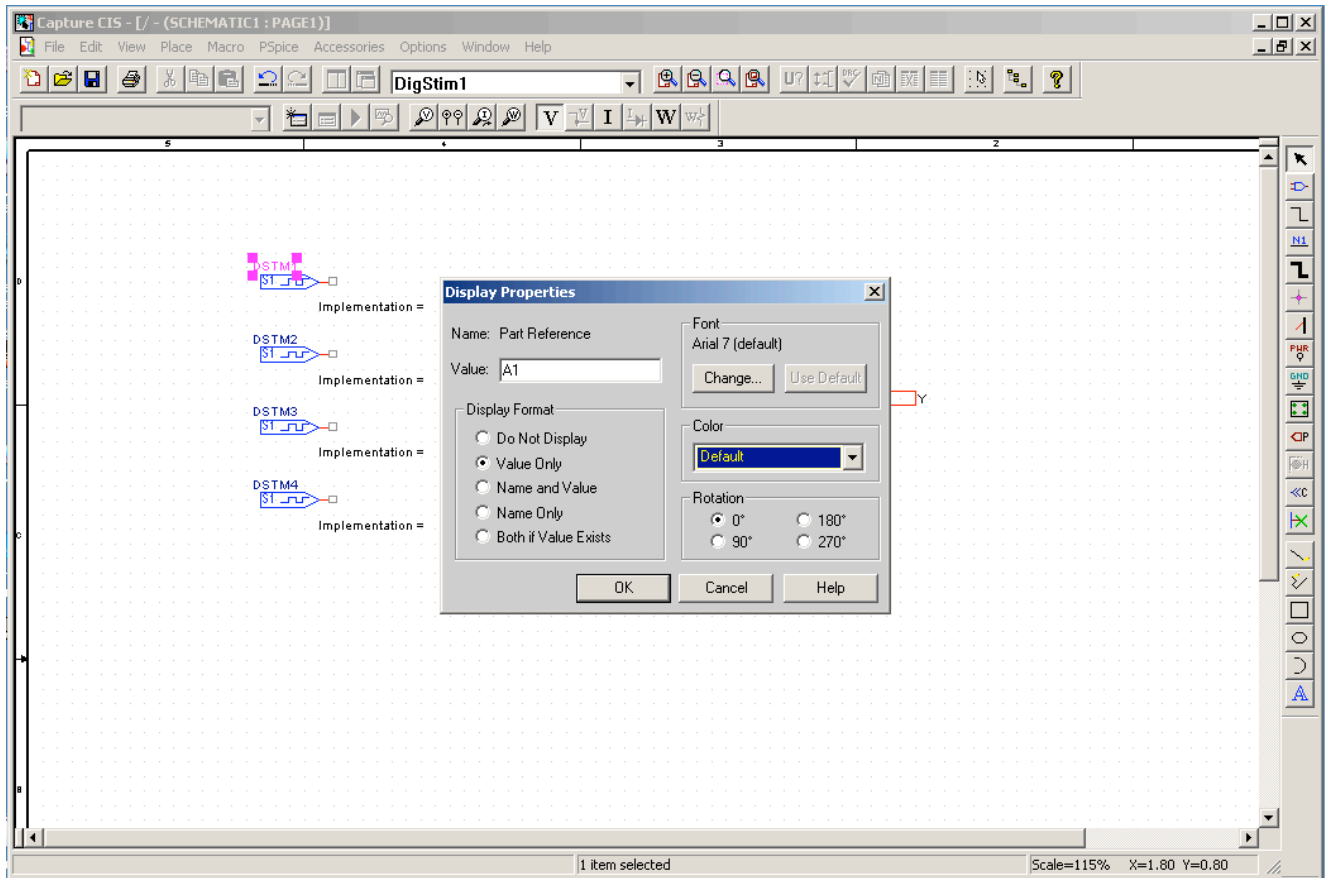 Capture CIS - [/ - (SCHEMATIC1 : PAGE1)]
File Edit View Place Macro PSpice Accessories Options Window Help
DigStim1
U? DRC
V I W V I W
5 4 3 2
D
C
B
DSTM1
S1
Implementation =
DSTM2
S1
Implementation =
DSTM3
S1
Implementation =
DSTM4
S1
Implementation =
Y
Display Properties
Name: Part Reference
Value: A1
Display Format
Do Not Display
Value Only
Name and Value
Name Only
Both if Value Exists
Font
Arial 7 (default)
Change... Use Default
Color
Default
Rotation
0° 180°
90° 270°
OK Cancel Help
N1
PWR
GND
1 item selected Scale=115% X=1.80 Y=0.80